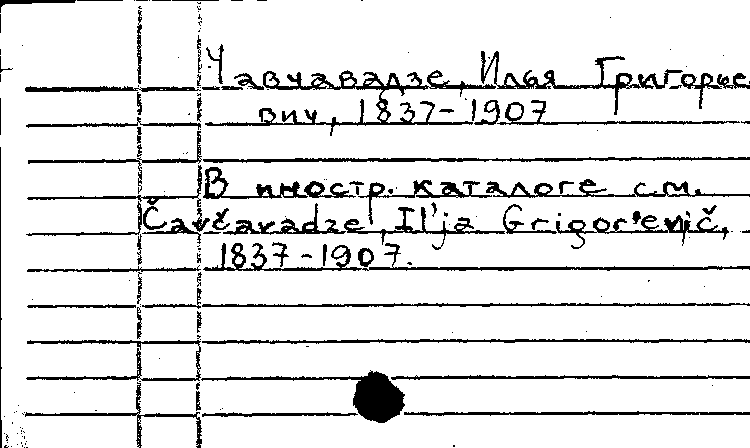 Чавчавадзе, Илья Григорье
вич, 1837-1907
В иностр. каталоге см.
Čavčavadze, Il'ja Grigor'evič,
1837-1907.